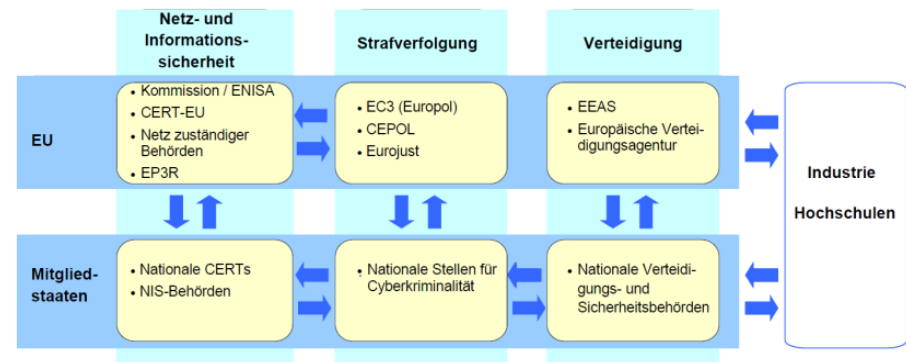 Netz- und
Informations-
sicherheit
Strafverfolgung
Verteidigung
EU
• Kommission / ENISA
• CERT-EU
• Netz zuständiger
Behörden
• EP3R
• EC3 (Europol)
• CEPOL
• Eurojust
• EEAS
• Europäische Vertei-
digungsagentur
Industrie
Hochschulen
Mitglied-
staaten
• Nationale CERTs
• NIS-Behörden
• Nationale Stellen für
Cyberkriminalität
• Nationale Verteidi-
gungs- und
Sicherheitsbehörden